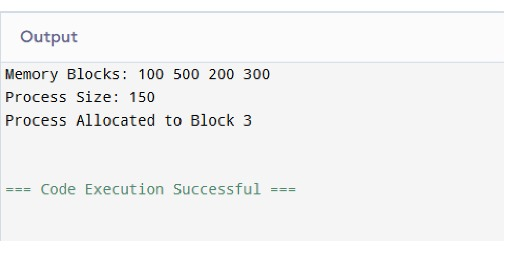 Output
Memory Blocks: 100 500 200 300
Process Size: 150
Process Allocated to Block 3
=== Code Execution Successful ===